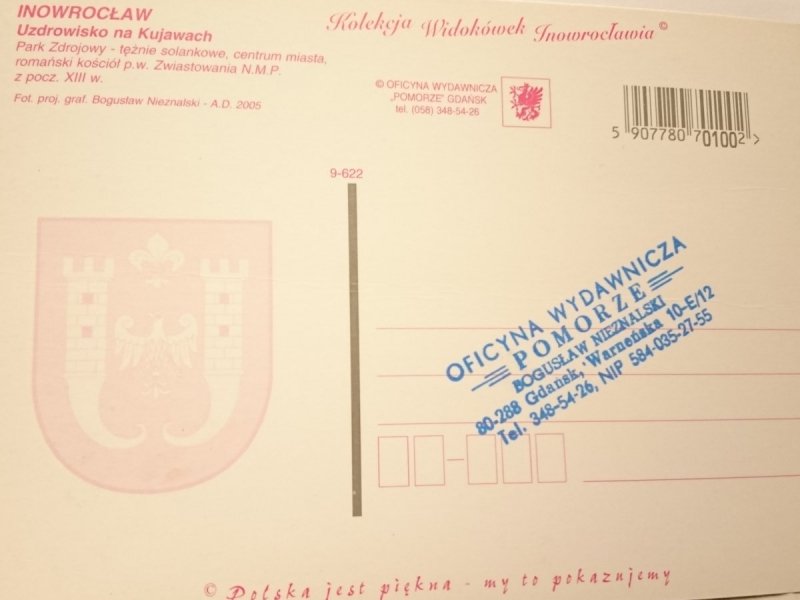 INOWROCŁAW
Uzdrowisko na Kujawach
Park Zdrojowy - tężnie solankowe, centrum miasta,
romański kościół p.w. Zwiastowania N.M.P.
z pocz. XIII w.
Fot. proj. graf. Bogusław Nieznalski - A.D. 2005
Kolekcja Widokówek Inowrocławia ©
© OFICYNA WYDAWNICZA
„POMORZE" GDAŃSK
tel. (058) 348-54-26
5 907780 701002 >
9-622
OFICYNA WYDAWNICZA
POMORZE
BOGUSŁAW NIEZNALSKI
80-288 Gdańsk, Warneńska 10-E/12
Tel. 348-54-26, NIP 584-035-27-55
© Polska jest piękna - my to pokazujemy